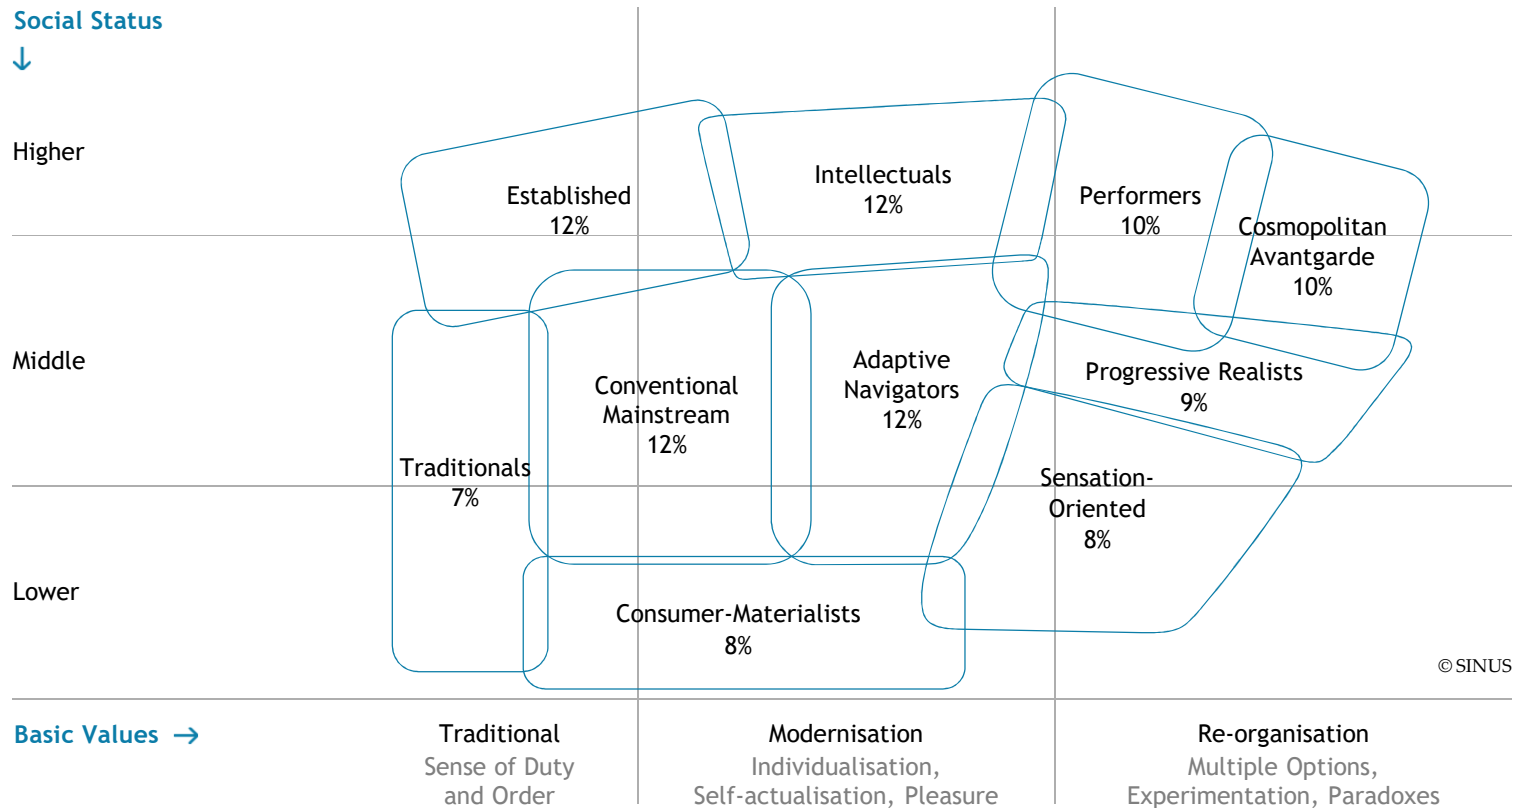 Social Status
↓
Higher
Established
12%
Intellectuals
12%
Performers
10%
Cosmopolitan
Avantgarde
10%
Middle
Conventional
Mainstream
12%
Adaptive
Navigators
12%
Progressive Realists
9%
Traditionals
7%
Sensation-
Oriented
8%
Lower
Consumer-Materialists
8%
© SINUS
Basic Values →
Traditional
Sense of Duty
and Order
Modernisation
Individualisation,
Self-actualisation, Pleasure
Re-organisation
Multiple Options,
Experimentation, Paradoxes